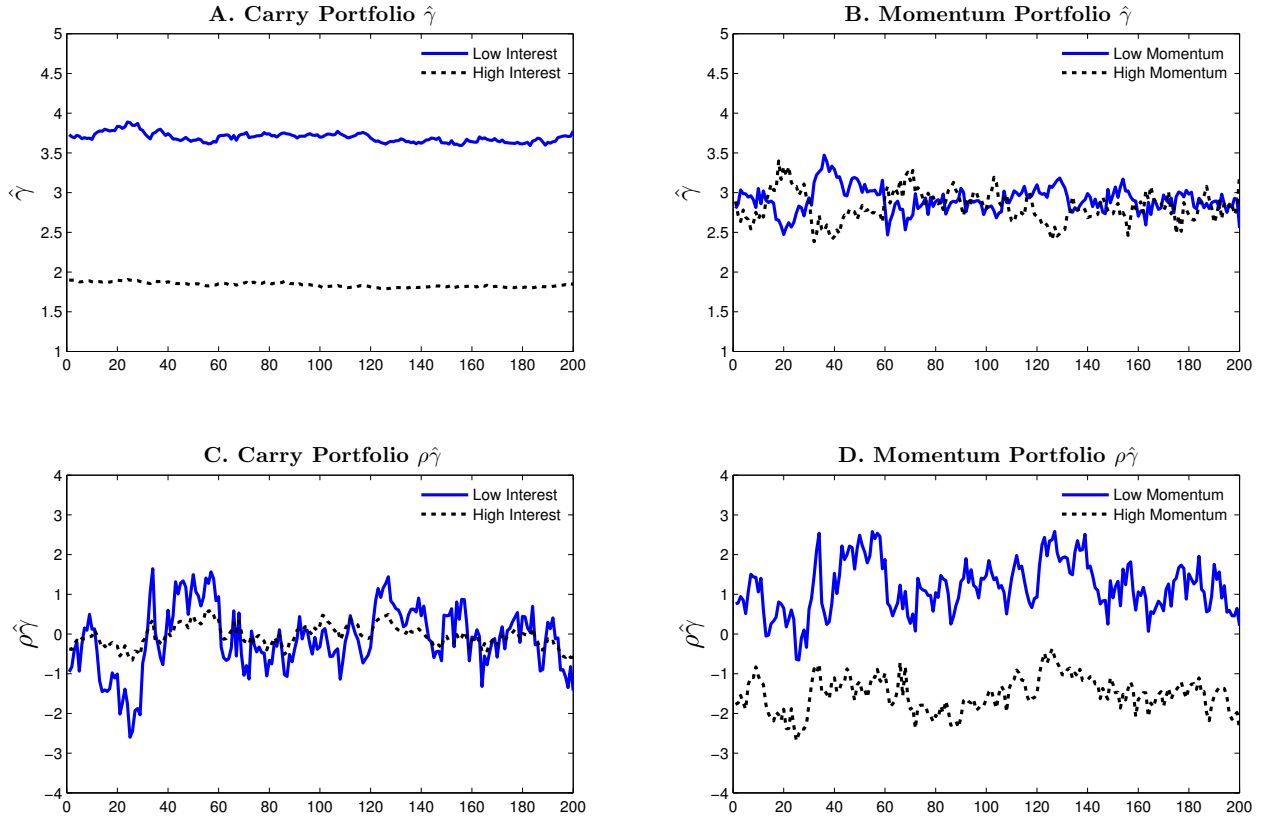 A. Carry Portfolio γ̂
5
4.5
4
3.5
3
2.5
2
1.5
1
γ̂
Low Interest
High Interest
0 20 40 60 80 100 120 140 160 180 200
B. Momentum Portfolio γ̂
5
4.5
4
3.5
3
2.5
2
1.5
1
γ̂
Low Momentum
High Momentum
0 20 40 60 80 100 120 140 160 180 200
C. Carry Portfolio ργ̂
4
3
2
1
0
−1
−2
−3
−4
ργ̂
Low Interest
High Interest
0 20 40 60 80 100 120 140 160 180 200
D. Momentum Portfolio ργ̂
4
3
2
1
0
−1
−2
−3
−4
ργ̂
Low Momentum
High Momentum
0 20 40 60 80 100 120 140 160 180 200